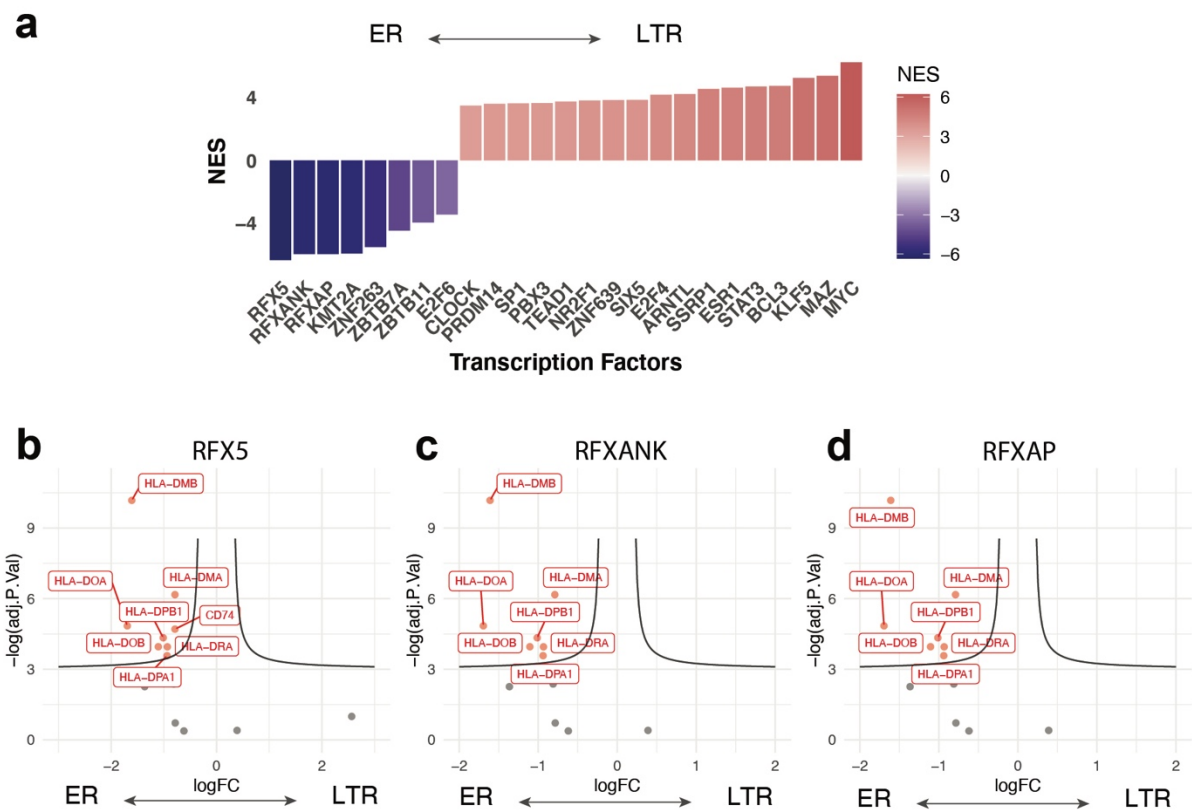 a
ER LTR
NES
4
0
−4
NES
6
3
0
−3
−6
RFX5
RFXANK
RFXAP
KMT2A
ZNF263
ZBTB7A
ZBTB11
E2F6
CLOCK
PRDM14
SP1
PBX3
TEAD1
NR2F1
ZNF639
SIX5
E2F4
ARNTL
SSRP1
ESR1
STAT3
BCL3
KLF5
MAZ
MYC
Transcription Factors
b
RFX5
−log(adj.P.Val)
9
6
3
0
HLA−DMB
HLA−DOA
HLA−DMA
HLA−DPB1
CD74
HLA−DOB
HLA−DRA
HLA−DPA1
−2 0 2
logFC
ER LTR
c
RFXANK
−log(adj.P.Val)
9
6
3
0
HLA−DMB
HLA−DOA
HLA−DMA
HLA−DPB1
HLA−DOB
HLA−DRA
HLA−DPA1
−2 −1 0 1 2
logFC
ER LTR
d
RFXAP
−log(adj.P.Val)
9
6
3
0
HLA−DMB
HLA−DOA
HLA−DMA
HLA−DPB1
HLA−DOB
HLA−DRA
HLA−DPA1
−2 −1 0 1 2
logFC
ER LTR